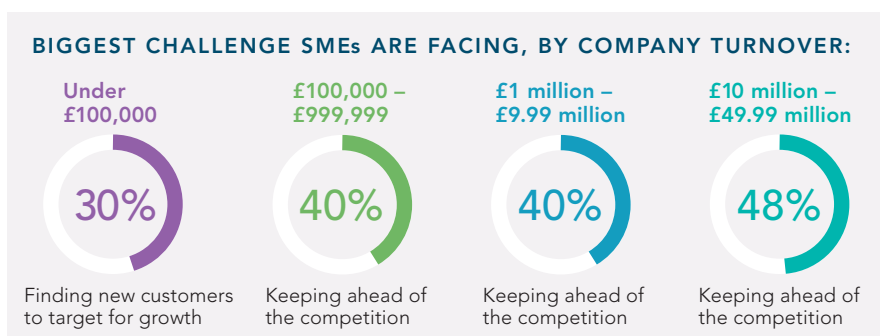 BIGGEST CHALLENGE SMEs ARE FACING, BY COMPANY TURNOVER:
Under
£100,000
30%
Finding new customers
to target for growth
£100,000 –
£999,999
40%
Keeping ahead of
the competition
£1 million –
£9.99 million
40%
Keeping ahead of
the competition
£10 million –
£49.99 million
48%
Keeping ahead of
the competition